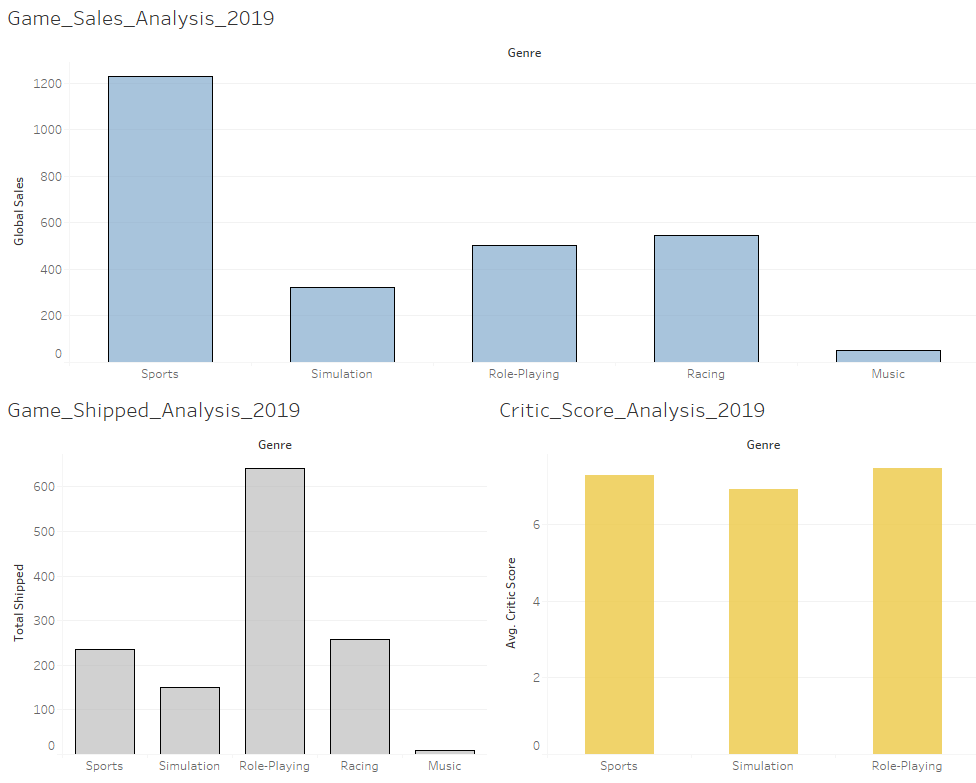 Game_Sales_Analysis_2019
Genre
1200
1000
800
600
400
200
0
Global Sales
Sports Simulation Role-Playing Racing Music
Game_Shipped_Analysis_2019
Genre
600
500
400
300
200
100
0
Total Shipped
Sports Simulation Role-Playing Racing Music
Critic_Score_Analysis_2019
Genre
6
4
2
0
Avg. Critic Score
Sports Simulation Role-Playing